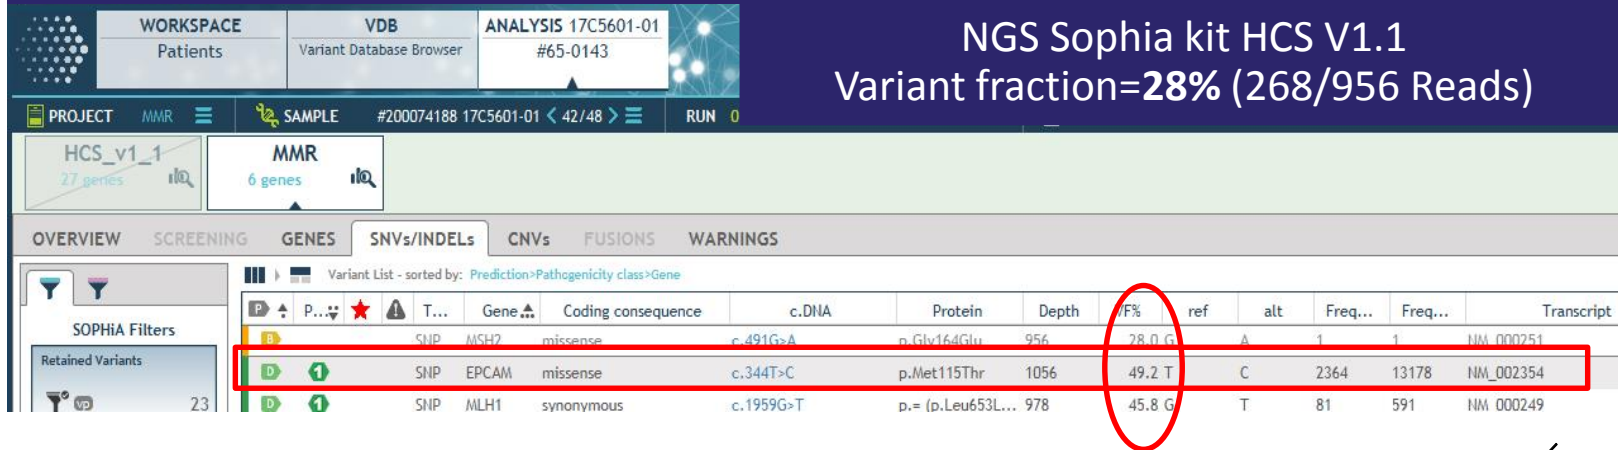 WORKSPACE
Patients
VDB
Variant Database Browser
ANALYSIS 17C5601-01
#65-0143
NGS Sophia kit HCS V1.1
Variant fraction=28% (268/956 Reads)
PROJECT MMR SAMPLE #200074188 17C5601-01 < 42/48 > RUN 0
HCS_v1_1
27 genes
MMR
6 genes
OVERVIEW SCREENING GENES SNVs/INDELs CNVs FUSIONS WARNINGS
Variant List - sorted by: Prediction>Pathogenicity class>Gene
SOPHiA Filters
Retained Variants
VP 23
P P... T... Gene Coding consequence c.DNA Protein Depth VF% ref alt Freq... Freq... Transcript
B SNP MSH2 missense c.491G>A p.Gly164Glu 956 28.0 G A 1 1 NM_000251
D 1 SNP EPCAM missense c.344T>C p.Met115Thr 1056 49.2 T C 2364 13178 NM_002354
D 1 SNP MLH1 synonymous c.1959G>T p.= (p.Leu653L... 978 45.8 G T 81 591 NM_000249